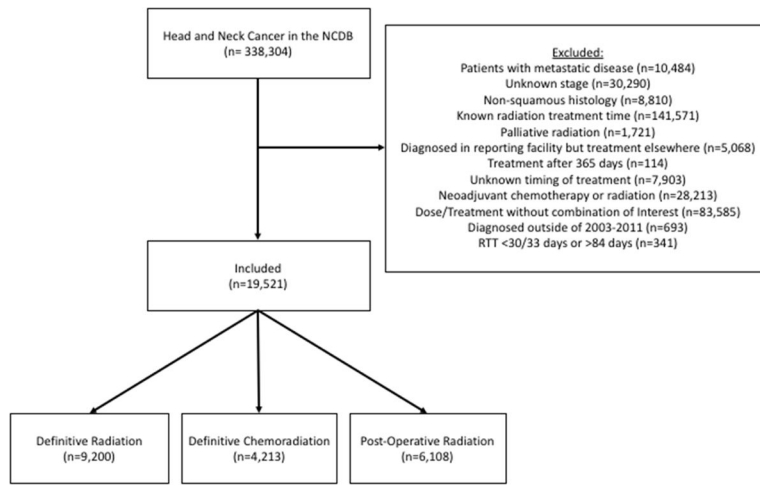 Head and Neck Cancer in the NCDB
(n= 338,304)
Excluded:
Patients with metastatic disease (n=10,484)
Unknown stage (n=30,290)
Non-squamous histology (n=8,810)
Known radiation treatment time (n=141,571)
Palliative radiation (n=1,721)
Diagnosed in reporting facility but treatment elsewhere (n=5,068)
Treatment after 365 days (n=114)
Unknown timing of treatment (n=7,903)
Neoadjuvant chemotherapy or radiation (n=28,213)
Dose/Treatment without combination of Interest (n=83,585)
Diagnosed outside of 2003-2011 (n=693)
RTT <30/33 days or >84 days (n=341)
Included
(n=19,521)
Definitive Radiation
(n=9,200)
Definitive Chemoradiation
(n=4,213)
Post-Operative Radiation
(n=6,108)